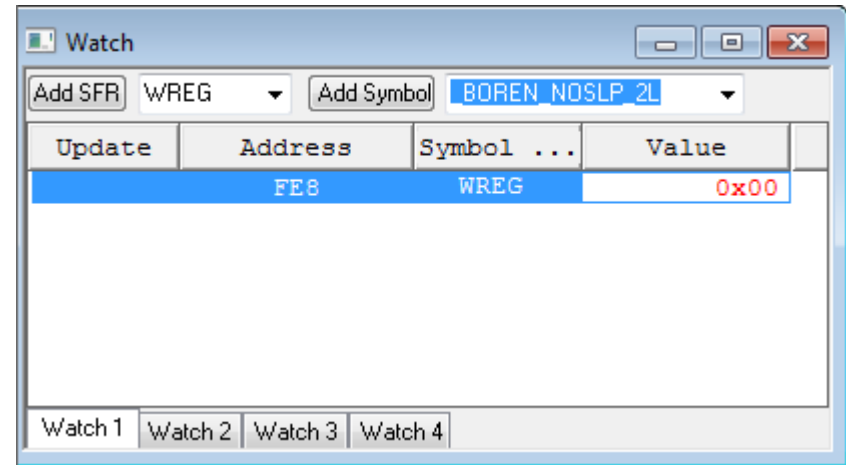 Watch
Add SFR WREG Add Symbol _BOREN_NOSLP_2L
Update Address Symbol ... Value
FE8 WREG 0x00
Watch 1 Watch 2 Watch 3 Watch 4